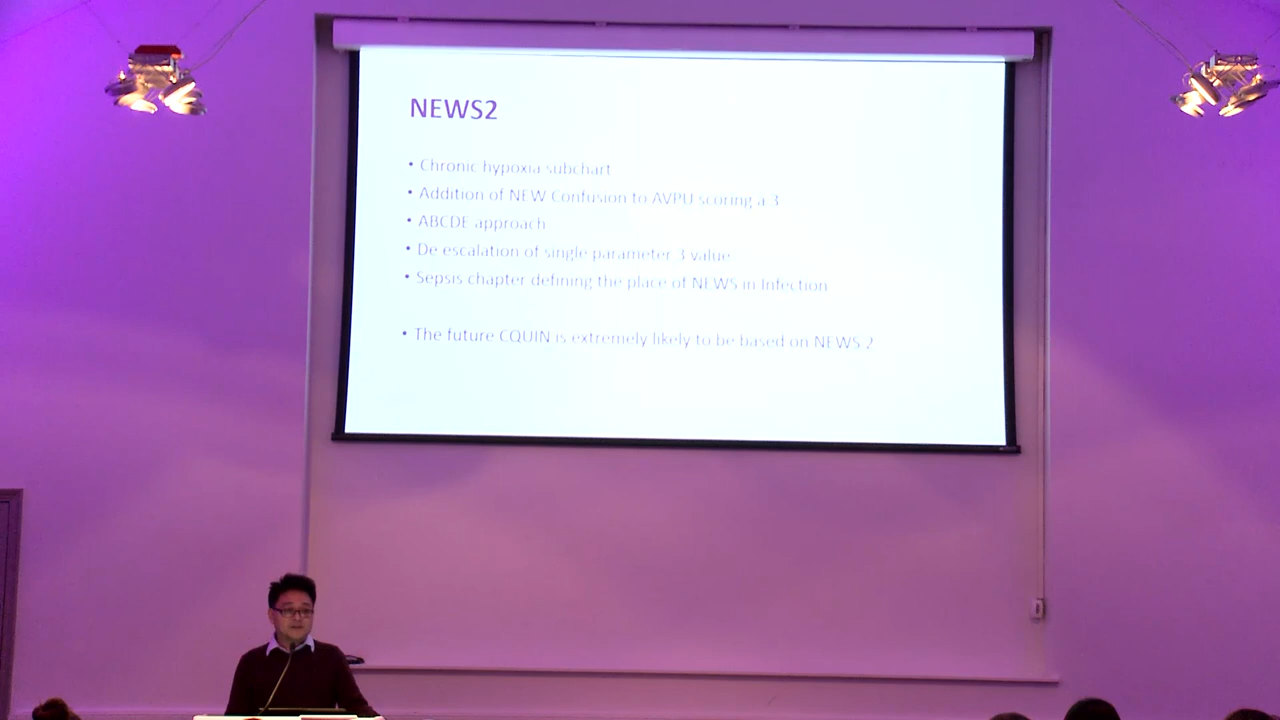 NEWS2
• Chronic hypoxia subchart
• Addition of NEW Confusion to AVPU scoring a 3
• ABCDE approach
• De escalation of single parameter 3 value
• Sepsis chapter defining the place of NEWS in Infection
• The future CQUIN is extremely likely to be based on NEWS 2